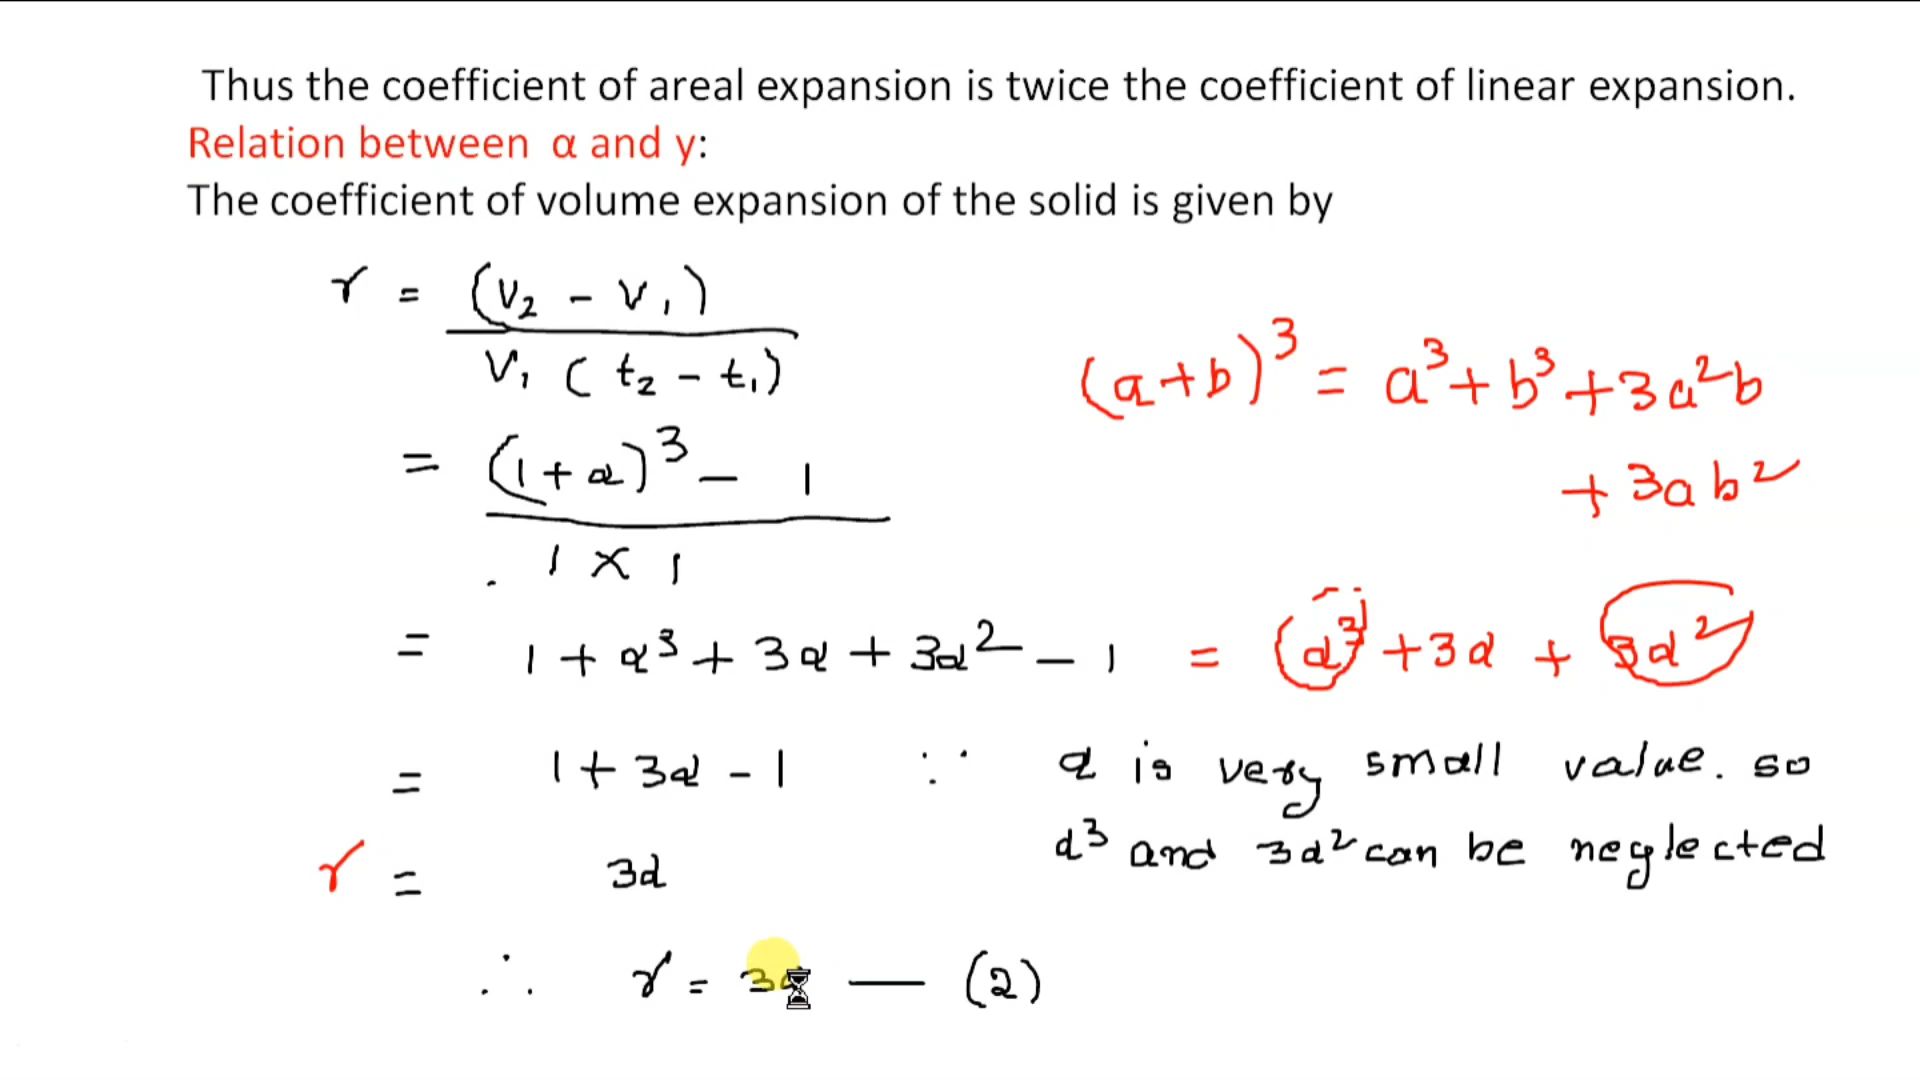 Thus the coefficient of areal expansion is twice the coefficient of linear expansion.
Relation between α and y:
The coefficient of volume expansion of the solid is given by
γ = (V₂ - V₁)
V₁ (t₂ - t₁)
(a+b)³ = a³ + b³ + 3a²b
+ 3ab²
= (1+α)³ - 1
1 × 1
= 1 + α³ + 3α + 3α² - 1 = α³ + 3α + 3α²
= 1 + 3α - 1 ∵ α is very small value. so
α³ and 3α² can be neglected
γ = 3α
∴ γ = 3α — (2)